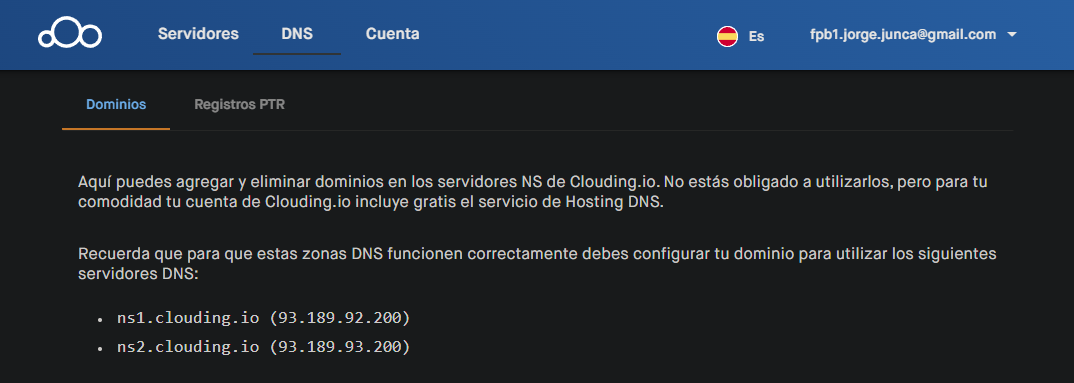 Servidores DNS Cuenta Es fpb1.jorge.junca@gmail.com
Dominios Registros PTR
Aquí puedes agregar y eliminar dominios en los servidores NS de Clouding.io. No estás obligado a utilizarlos, pero para tu
comodidad tu cuenta de Clouding.io incluye gratis el servicio de Hosting DNS.
Recuerda que para que estas zonas DNS funcionen correctamente debes configurar tu dominio para utilizar los siguientes
servidores DNS:
• ns1.clouding.io (93.189.92.200)
• ns2.clouding.io (93.189.93.200)